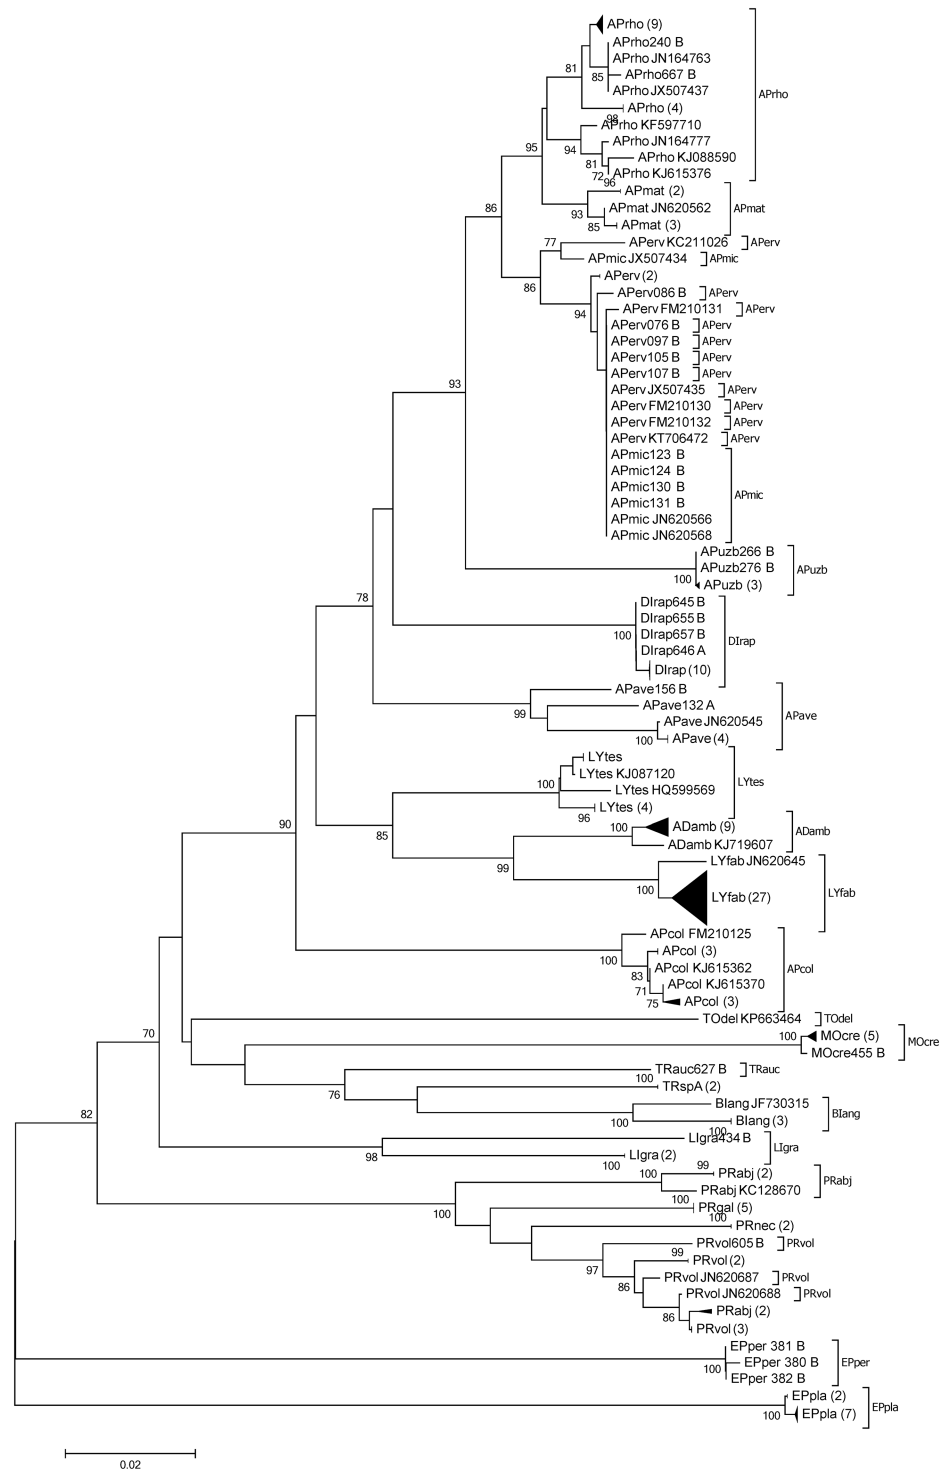 APrho (9)
APrho240 B
APrho JN164763
81
APrho667 B
85
APrho JX507437
APrho
APrho (4)
98
APrho KF597710
APrho JN164777
95
94
APrho KJ088590
81
APrho KJ615376
72
96
APmat (2)
86
APmat JN620562
APmat
93
APmat (3)
85
77
APerv KC211026
APerv
APmic JX507434
APmic
APerv (2)
86
APerv086 B
APerv
APerv FM210131
APerv
94
APerv076 B
APerv
APerv097 B
APerv
APerv105 B
APerv
APerv107 B
APerv
93
APerv JX507435
APerv
APerv FM210130
APerv
APerv FM210132
APerv
APerv KT706472
APerv
APmic123 B
APmic124 B
APmic130 B
APmic
APmic131 B
APmic JN620566
APmic JN620568
APuzb266 B
APuzb276 B
APuzb
100
APuzb (3)
78
DIrap645 B
DIrap655 B
100
DIrap657 B
DIrap
DIrap646 A
DIrap (10)
APave156 B
APave132 A
99
APave
APave JN620545
100
APave (4)
LYtes
LYtes KJ087120
100
LYtes
LYtes HQ599569
LYtes (4)
96
90
85
100
ADamb (9)
ADamb
ADamb KJ719607
LYfab JN620645
99
100
LYfab (27)
LYfab
APcol FM210125
APcol (3)
100
APcol KJ615362
APcol
83
APcol KJ615370
71
APcol (3)
75
TOdel KP663464
TOdel
70
100
MOcre (5)
MOcre
MOcre455 B
TRauc627 B
TRauc
100
TRspA (2)
76
BIang JF730315
BIang
82
100
BIang (3)
100
LIgra434 B
LIgra
98
LIgra (2)
100
99
PRabj (2)
100
PRabj
PRabj KC128670
100
PRgal (5)
100
100
PRnec (2)
PRvol605 B
PRvol
99
PRvol (2)
97
PRvol JN620687
PRvol
86
PRvol JN620688
PRvol
PRabj (2)
86
PRvol (3)
EPper 381 B
EPper 380 B
EPper
100
EPper 382 B
EPpla (2)
EPpla
100
EPpla (7)
0.02